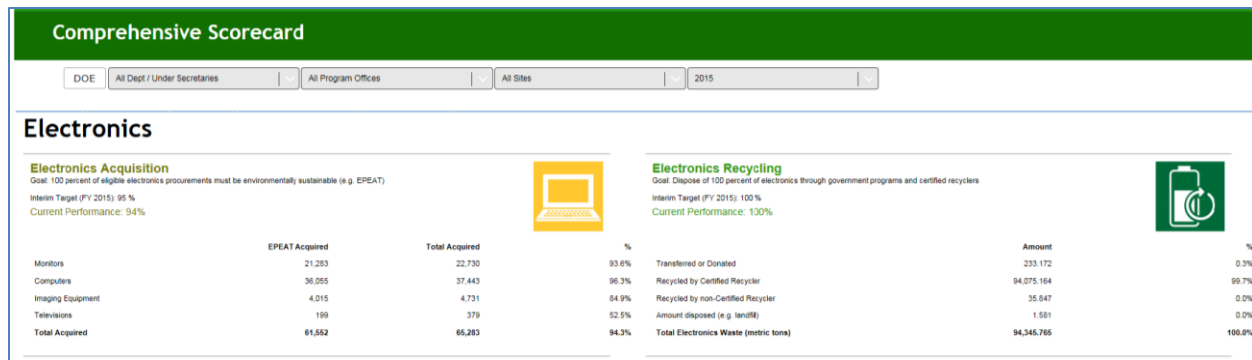 Comprehensive Scorecard
DOE All Dept / Under Secretaries All Program Offices All Sites 2015
Electronics
Electronics Acquisition
Goal: 100 percent of eligible electronics procurements must be environmentally sustainable (e.g. EPEAT)
Interim Target (FY 2015): 95 %
Current Performance: 94%
EPEAT Acquired Total Acquired %
Monitors 21,283 22,730 93.6%
Computers 36,055 37,443 96.3%
Imaging Equipment 4,015 4,731 84.9%
Televisions 199 379 52.5%
Total Acquired 61,552 65,283 94.3%
Electronics Recycling
Goal: Dispose of 100 percent of electronics through government programs and certified recyclers
Interim Target (FY 2015): 100 %
Current Performance: 100%
Amount %
Transferred or Donated 233.172 0.3%
Recycled by Certified Recycler 94,075.164 99.7%
Recycled by non-Certified Recycler 35.847 0.0%
Amount disposed (e.g. landfill) 1.581 0.0%
Total Electronics Waste (metric tons) 94,345.765 100.0%